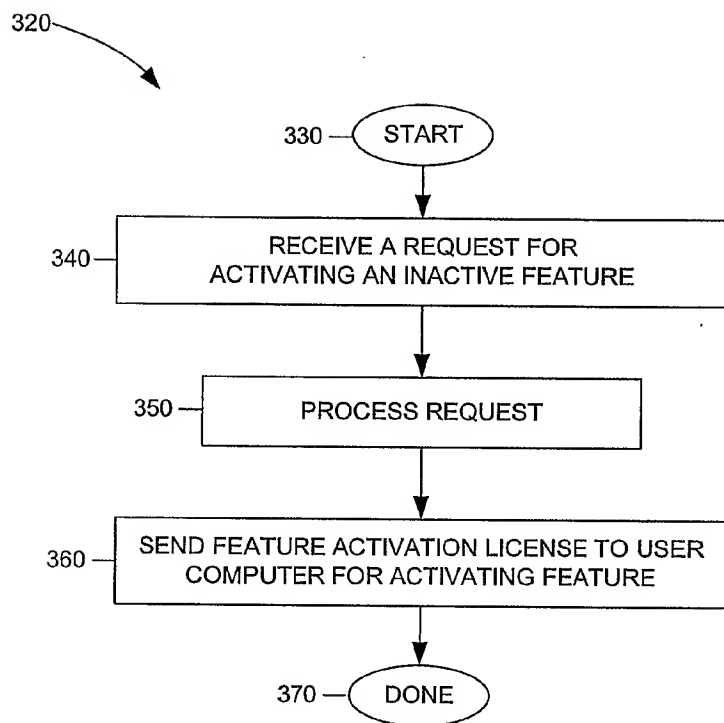 320
330
START
340
RECEIVE A REQUEST FOR
ACTIVATING AN INACTIVE FEATURE
350
PROCESS REQUEST
360
SEND FEATURE ACTIVATION LICENSE TO USER
COMPUTER FOR ACTIVATING FEATURE
370
DONE